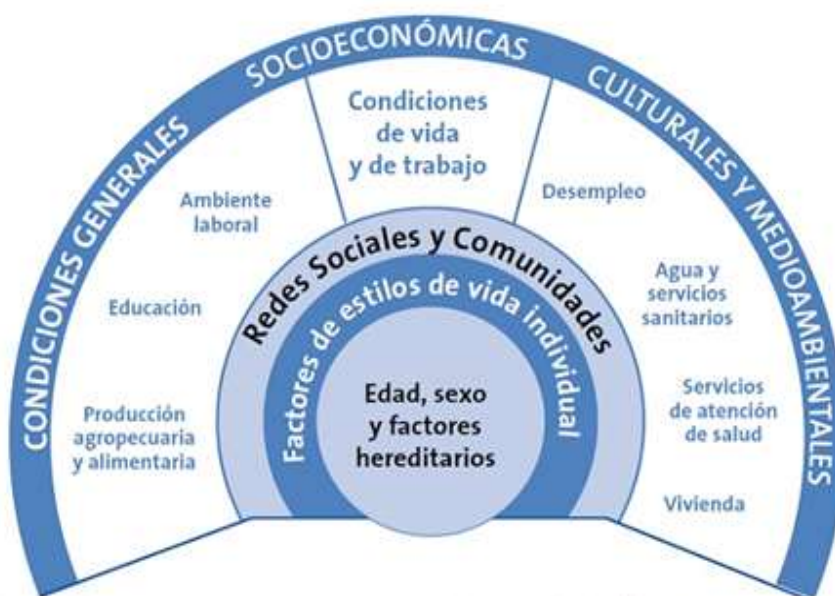 CONDICIONES GENERALES SOCIOECONÓMICAS CULTURALES Y MEDIOAMBIENTALES
Condiciones
de vida
y de trabajo
Ambiente
laboral
Educación
Producción
agropecuaria
y alimentaria
Desempleo
Agua y
servicios
sanitarios
Servicios
de atención
de salud
Vivienda
Redes Sociales y Comunidades
Factores de estilos de vida individual
Edad, sexo
y factores
hereditarios